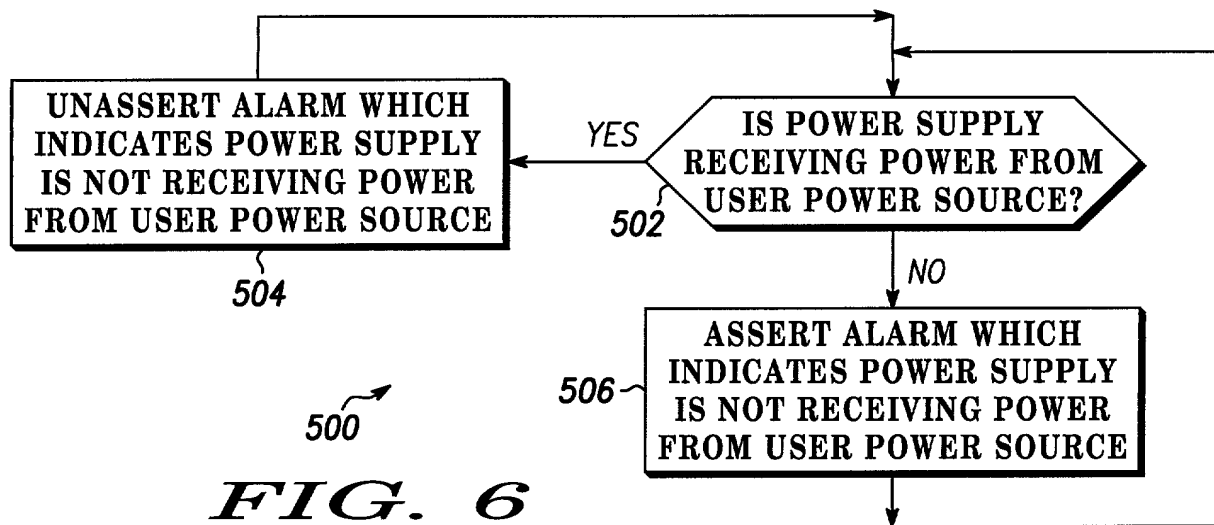 UNASSERT ALARM WHICH
INDICATES POWER SUPPLY
IS NOT RECEIVING POWER
FROM USER POWER SOURCE
504
YES
IS POWER SUPPLY
RECEIVING POWER FROM
USER POWER SOURCE?
502
NO
ASSERT ALARM WHICH
INDICATES POWER SUPPLY
IS NOT RECEIVING POWER
FROM USER POWER SOURCE
506
500
FIG. 6